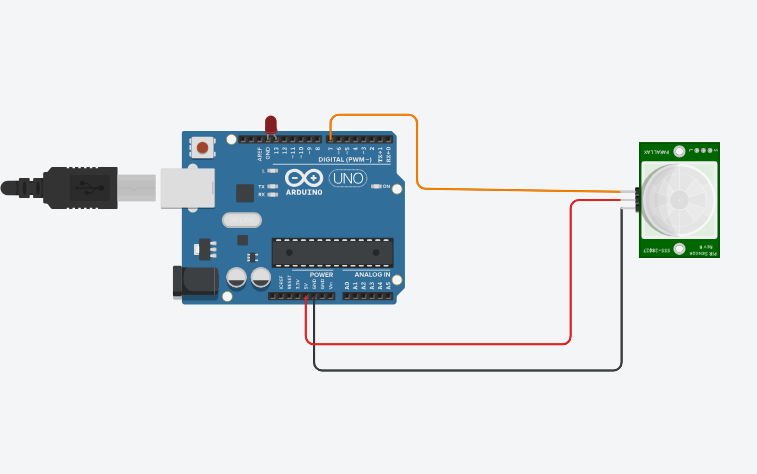 AREF
GND
13
12
~11
~10
~9
8
7
~6
~5
4
~3
2
TX→1
RX←0
DIGITAL (PWM~)
L
TX
RX
UNO
ARDUINO
ON
POWER
ANALOG IN
IOREF
RESET
3.3V
5V
GND
GND
Vin
A0
A1
A2
A3
A4
A5
PARALLAX
PIR Sensor
Rev B